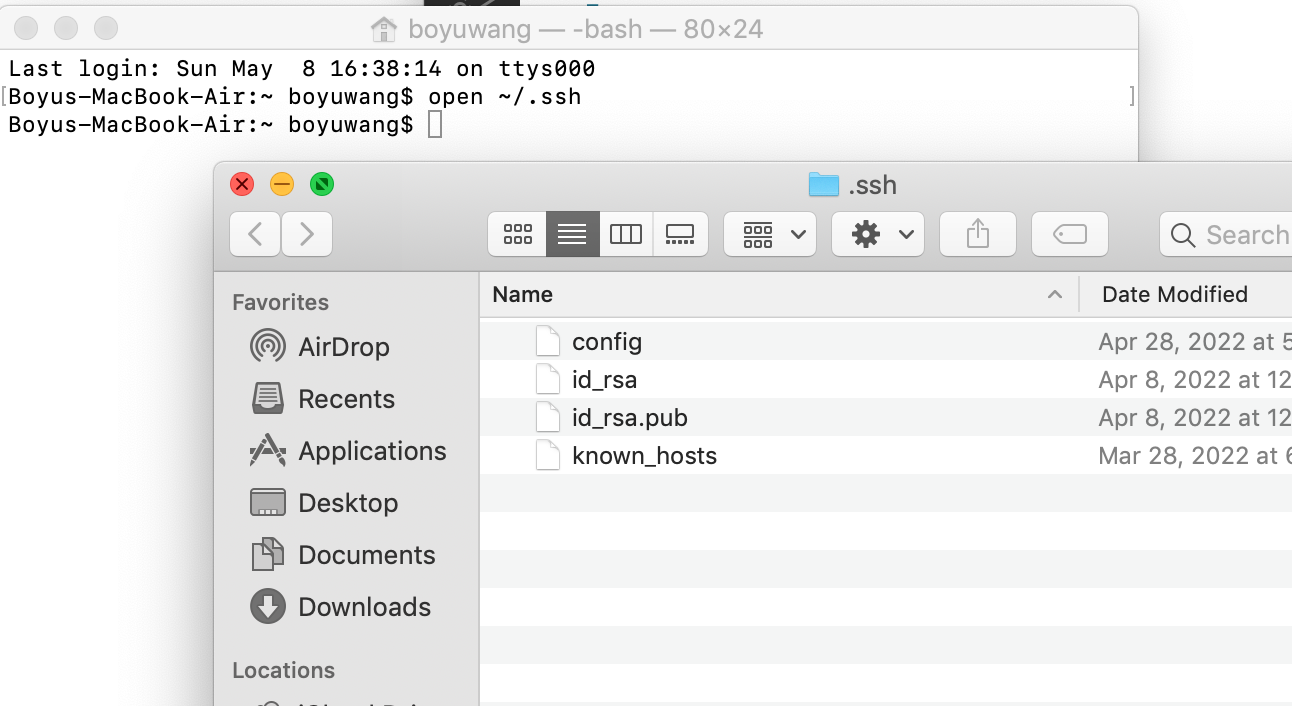 boyuwang — -bash — 80×24
Last login: Sun May  8 16:38:14 on ttys000
[Boyus-MacBook-Air:~ boyuwang$ open ~/.ssh ]
Boyus-MacBook-Air:~ boyuwang$
.ssh
Search
Name Date Modified
Favorites
AirDrop
Recents
Applications
Desktop
Documents
Downloads
Locations
config Apr 28, 2022 at 5
id_rsa Apr 8, 2022 at 12
id_rsa.pub Apr 8, 2022 at 12
known_hosts Mar 28, 2022 at 6